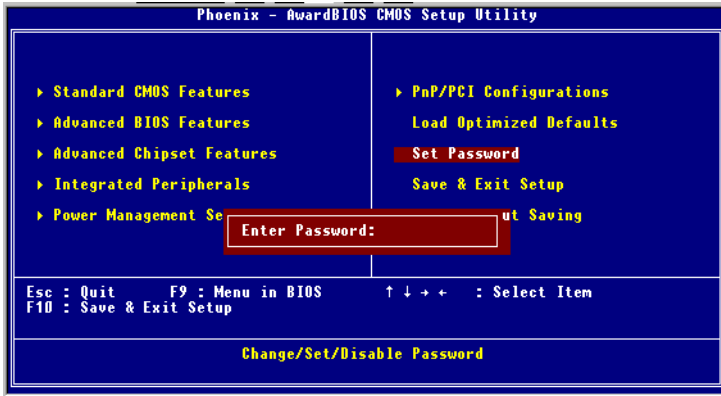 Phoenix - AwardBIOS CMOS Setup Utility
Standard CMOS Features
Advanced BIOS Features
Advanced Chipset Features
Integrated Peripherals
Power Management Se
PnP/PCI Configurations
Load Optimized Defaults
Set Password
Save & Exit Setup
ut Saving
Enter Password:
Esc : Quit F9 : Menu in BIOS ↑ ↓ → ← : Select Item
F10 : Save & Exit Setup
Change/Set/Disable Password